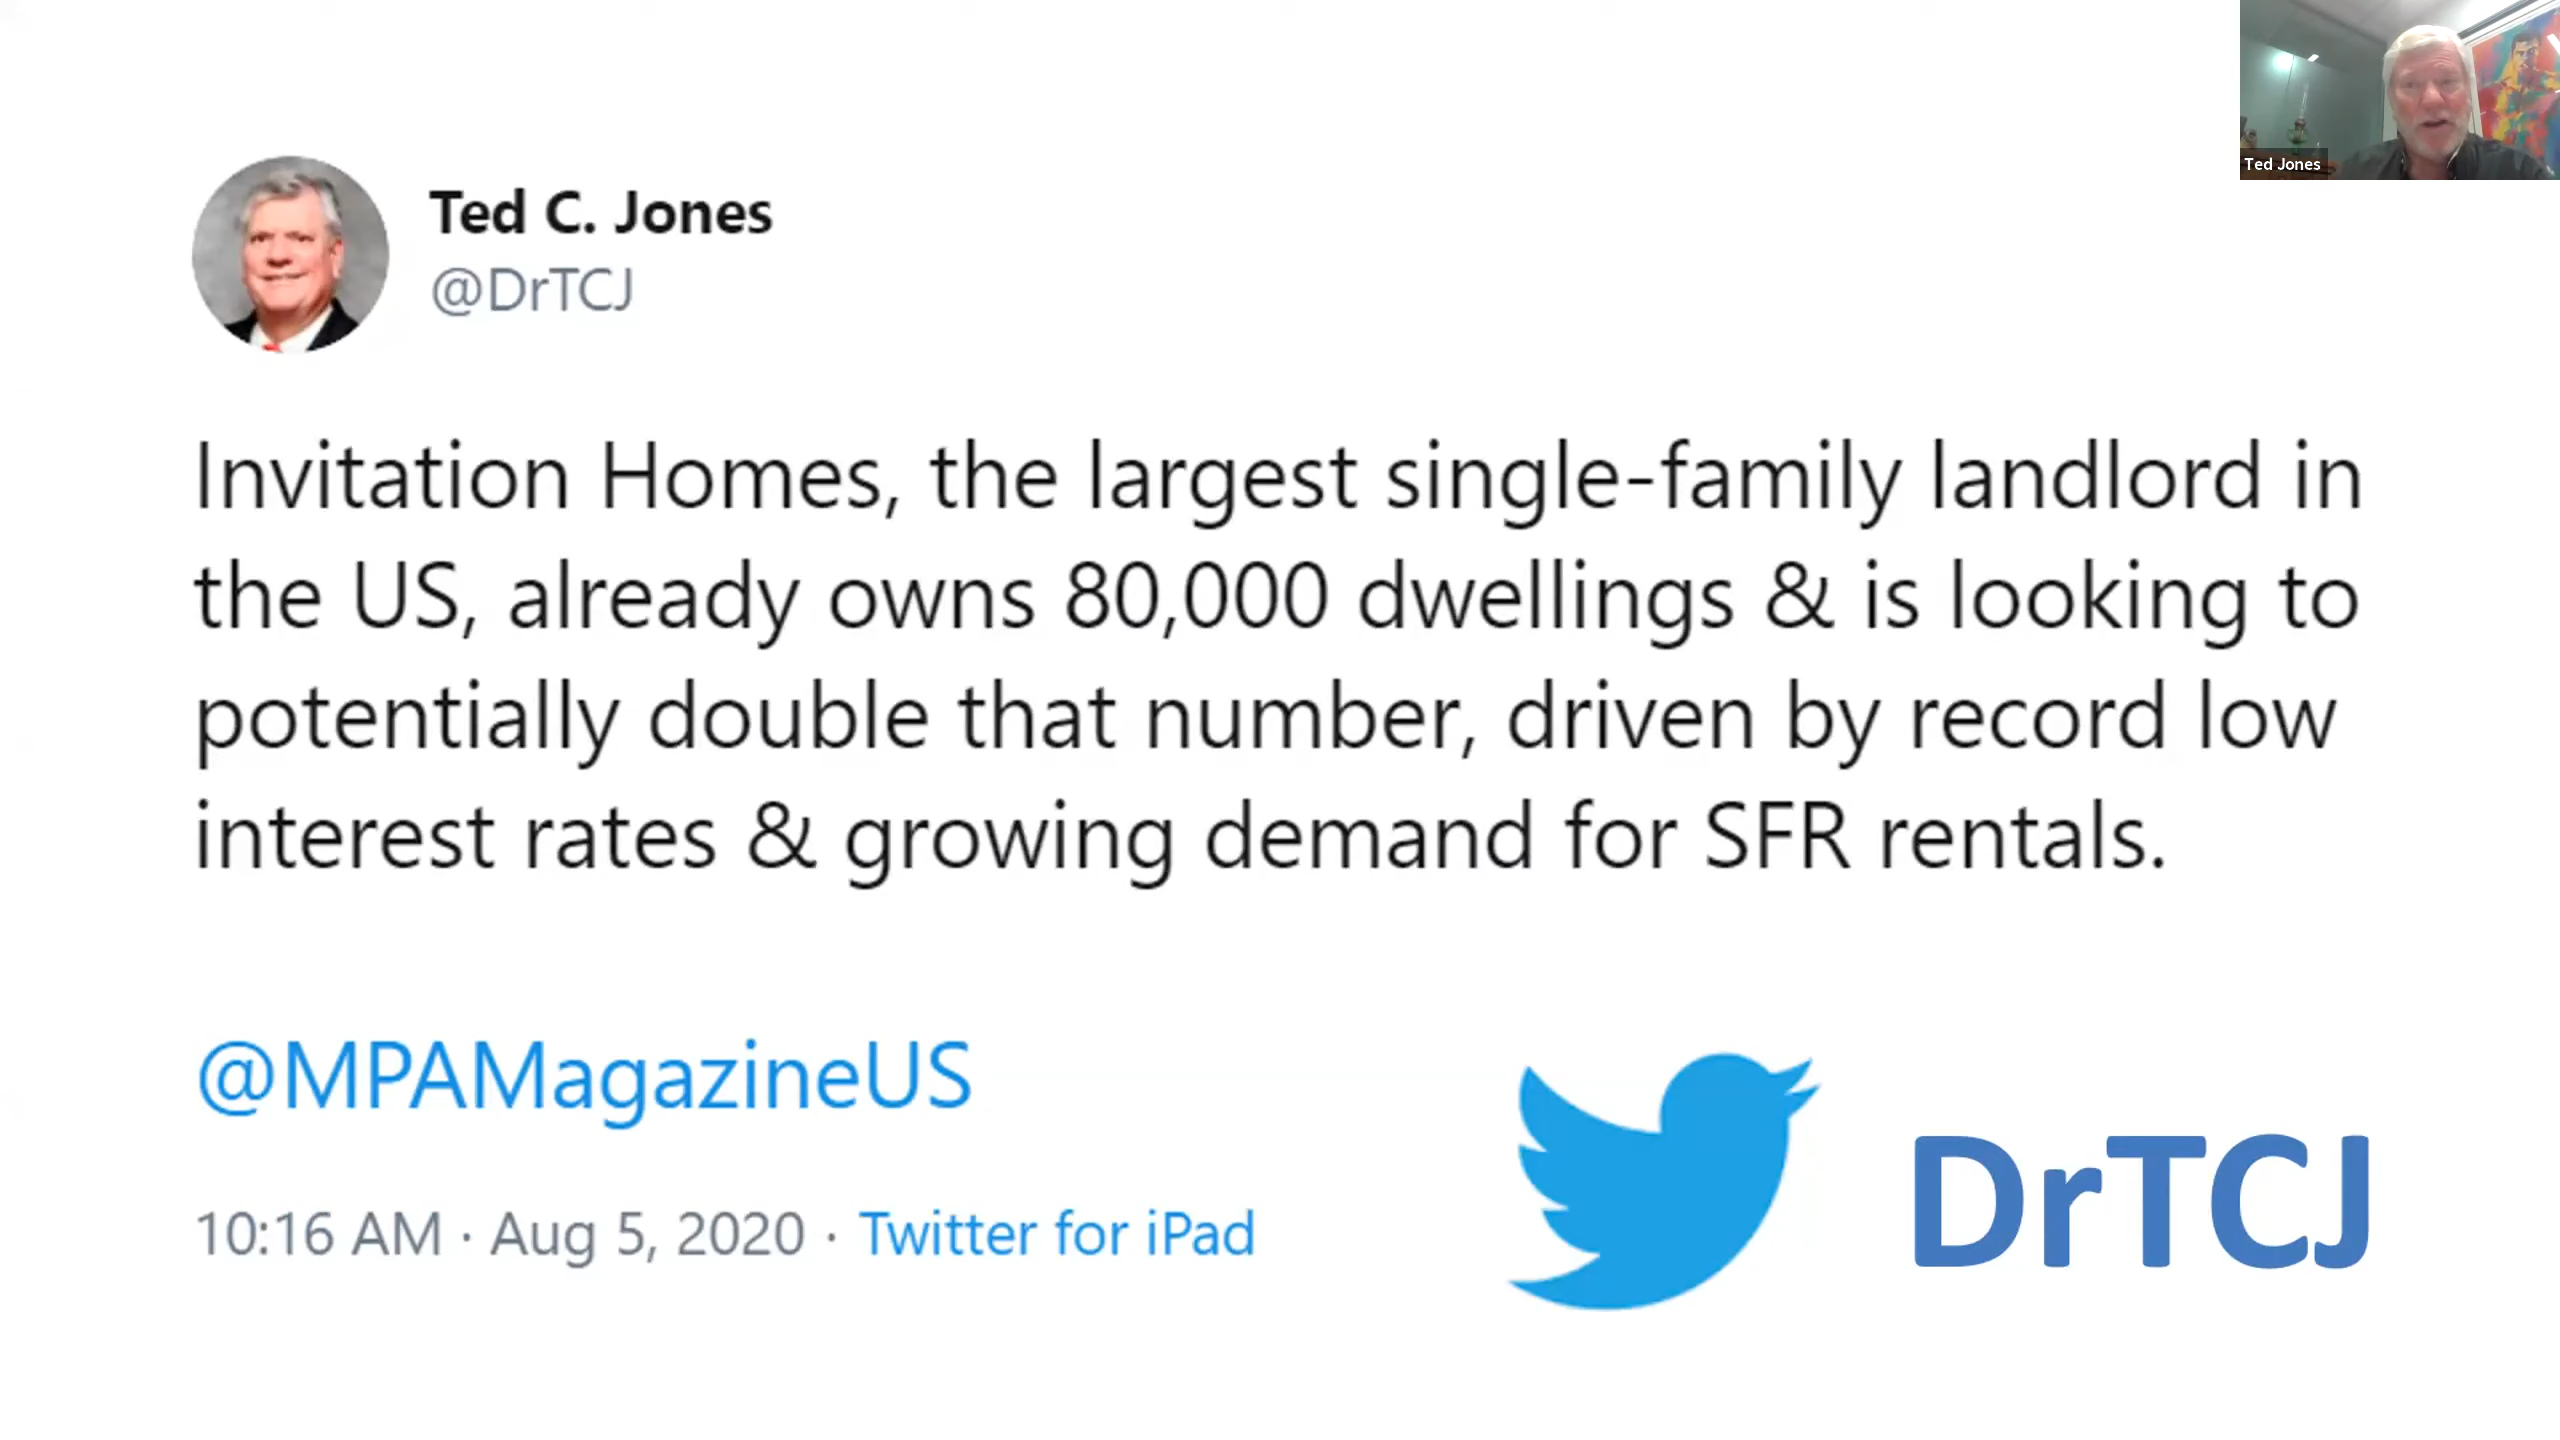 Ted Jones
Ted C. Jones
@DrTCJ
Invitation Homes, the largest single-family landlord in
the US, already owns 80,000 dwellings & is looking to
potentially double that number, driven by record low
interest rates & growing demand for SFR rentals.
@MPAMagazineUS
10:16 AM · Aug 5, 2020 · Twitter for iPad
DrTCJ